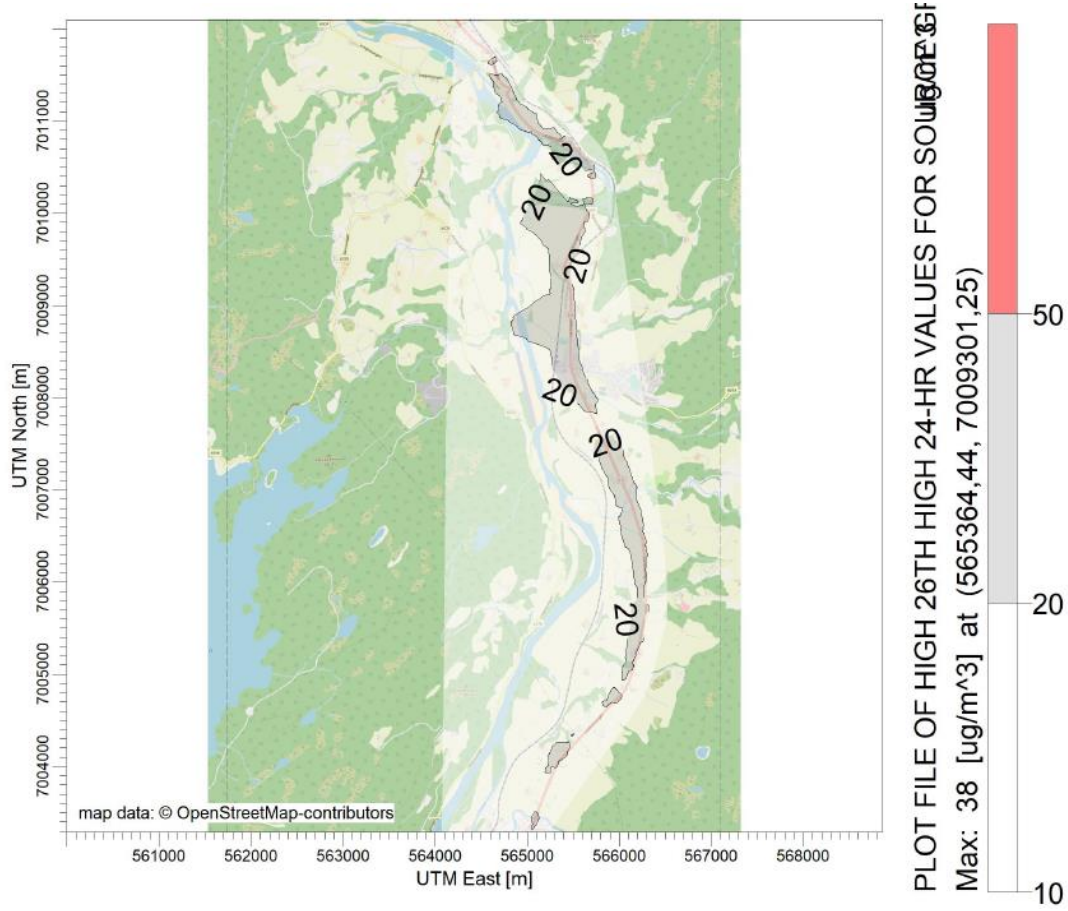 7011000
7010000
7009000
7008000
7007000
7006000
7005000
7004000
UTM North [m]
20
20
20
20
20
20
map data: © OpenStreetMap-contributors
561000 562000 563000 564000 565000 566000 567000 568000
UTM East [m]
PLOT FILE OF HIGH 26TH HIGH 24-HR VALUES FOR
ug/m^3
Max: 38 [ug/m^3] at (565364,44, 7009301,25)
50
20
10